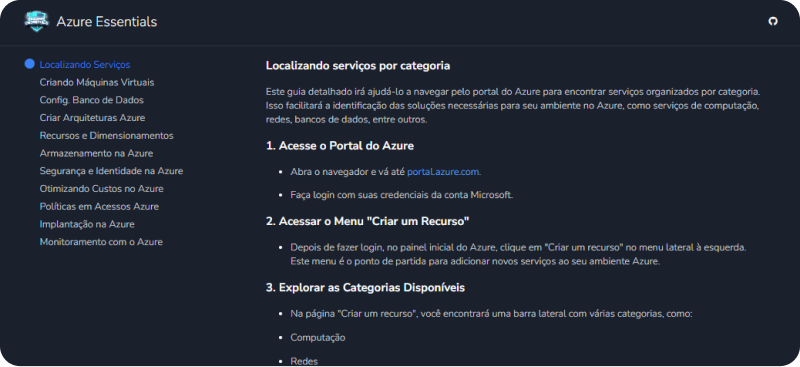 Azure Essentials
Localizando Serviços
Criando Máquinas Virtuais
Config. Banco de Dados
Criar Arquiteturas Azure
Recursos e Dimensionamentos
Armazenamento na Azure
Segurança e Identidade na Azure
Otimizando Custos no Azure
Políticas em Acessos Azure
Implantação na Azure
Monitoramento com o Azure
Localizando serviços por categoria
Este guia detalhado irá ajudá-lo a navegar pelo portal do Azure para encontrar serviços organizados por categoria.
Isso facilitará a identificação das soluções necessárias para seu ambiente no Azure, como serviços de computação,
redes, bancos de dados, entre outros.
1. Acesse o Portal do Azure
• Abra o navegador e vá até portal.azure.com.
• Faça login com suas credenciais da conta Microsoft.
2. Acessar o Menu "Criar um Recurso"
• Depois de fazer login, no painel inicial do Azure, clique em "Criar um recurso" no menu lateral à esquerda.
Este menu é o ponto de partida para adicionar novos serviços ao seu ambiente Azure.
3. Explorar as Categorias Disponíveis
• Na página "Criar um recurso", você encontrará uma barra lateral com várias categorias, como:
• Computação
• Redes